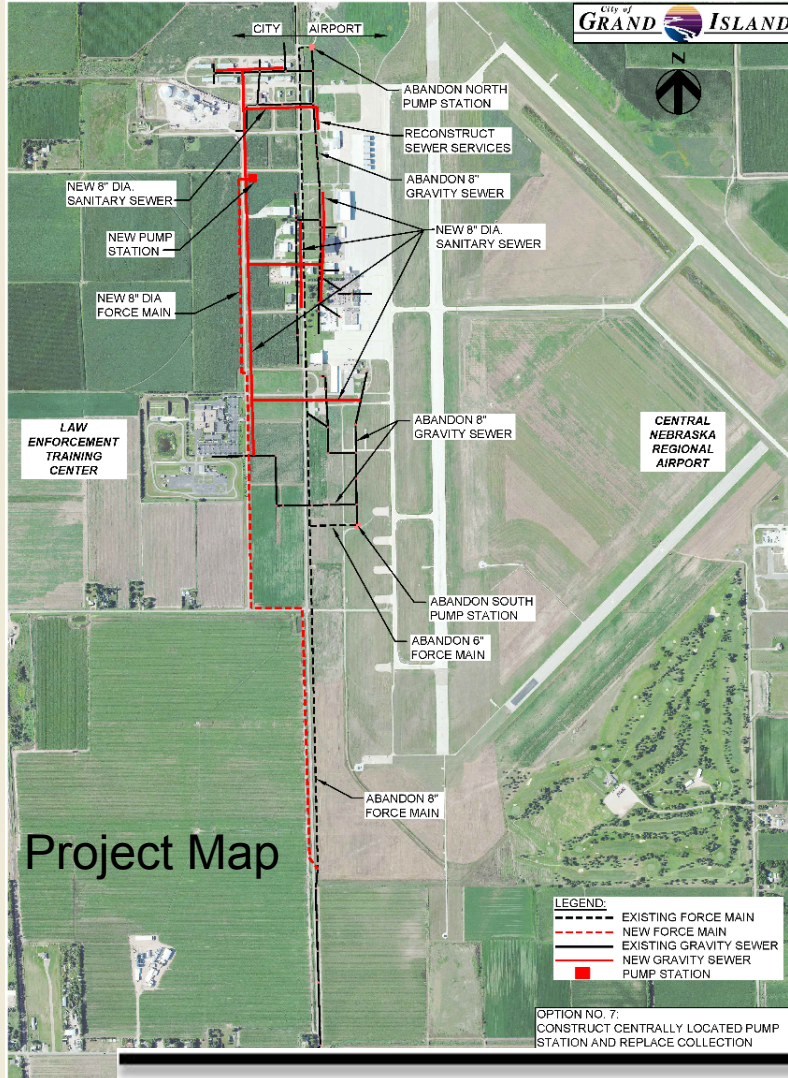 City of
GRAND ISLAND
CITY AIRPORT
N
ABANDON NORTH
PUMP STATION
RECONSTRUCT
SEWER SERVICES
ABANDON 8"
GRAVITY SEWER
NEW 8" DIA.
SANITARY SEWER
NEW PUMP
STATION
NEW 8" DIA.
SANITARY SEWER
NEW 8" DIA
FORCE MAIN
LAW
ENFORCEMENT
TRAINING
CENTER
ABANDON 8"
GRAVITY SEWER
CENTRAL
NEBRASKA
REGIONAL
AIRPORT
ABANDON SOUTH
PUMP STATION
ABANDON 6"
FORCE MAIN
ABANDON 8"
FORCE MAIN
Project Map
LEGEND:
EXISTING FORCE MAIN
NEW FORCE MAIN
EXISTING GRAVITY SEWER
NEW GRAVITY SEWER
PUMP STATION
OPTION NO. 7:
CONSTRUCT CENTRALLY LOCATED PUMP
STATION AND REPLACE COLLECTION